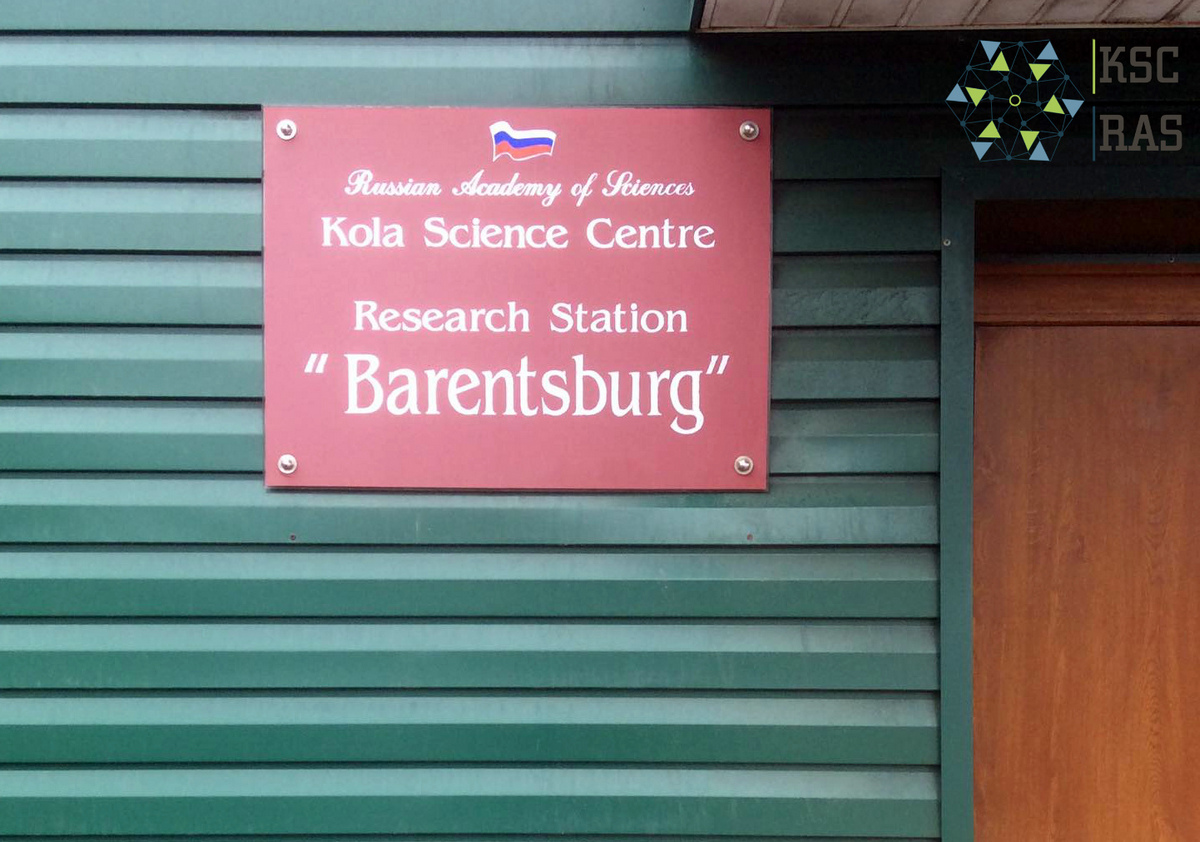 KSC
RAS
Russian Academy of Sciences
Kola Science Centre
Research Station
"Barentsburg"